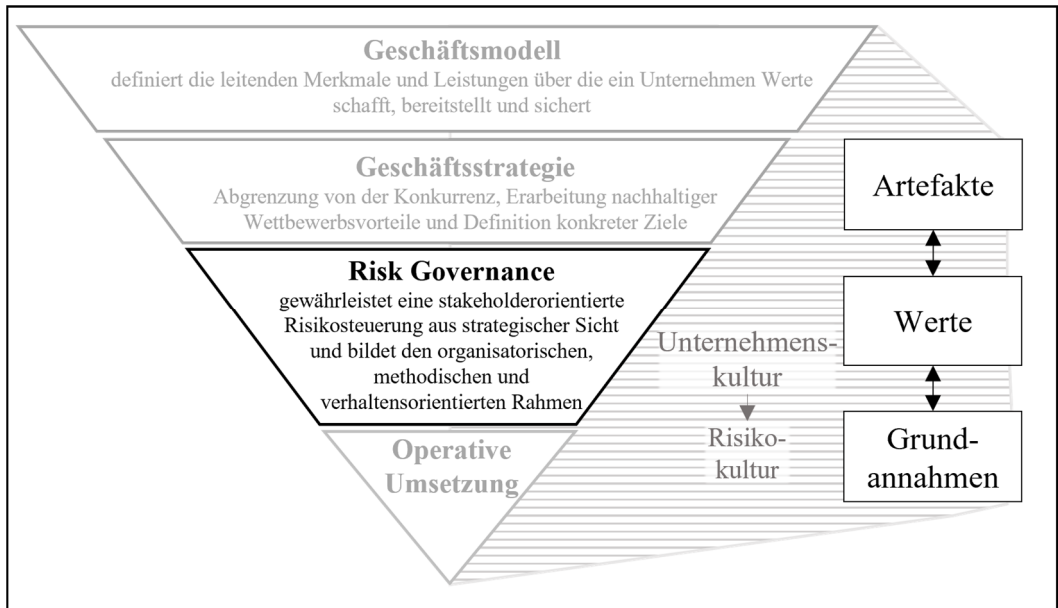 Geschäftsmodell
definiert die leitenden Merkmale und Leistungen über die ein Unternehmen Werte
schafft, bereitstellt und sichert
Geschäftsstrategie
Abgrenzung von der Konkurrenz, Erarbeitung nachhaltiger
Wettbewerbsvorteile und Definition konkreter Ziele
Risk Governance
gewährleistet eine stakeholderorientierte
Risikosteuerung aus strategischer Sicht
und bildet den organisatorischen,
methodischen und
verhaltensorientierten Rahmen
Operative
Umsetzung
Unternehmens-
kultur
Risiko-
kultur
Artefakte
Werte
Grund-
annahmen